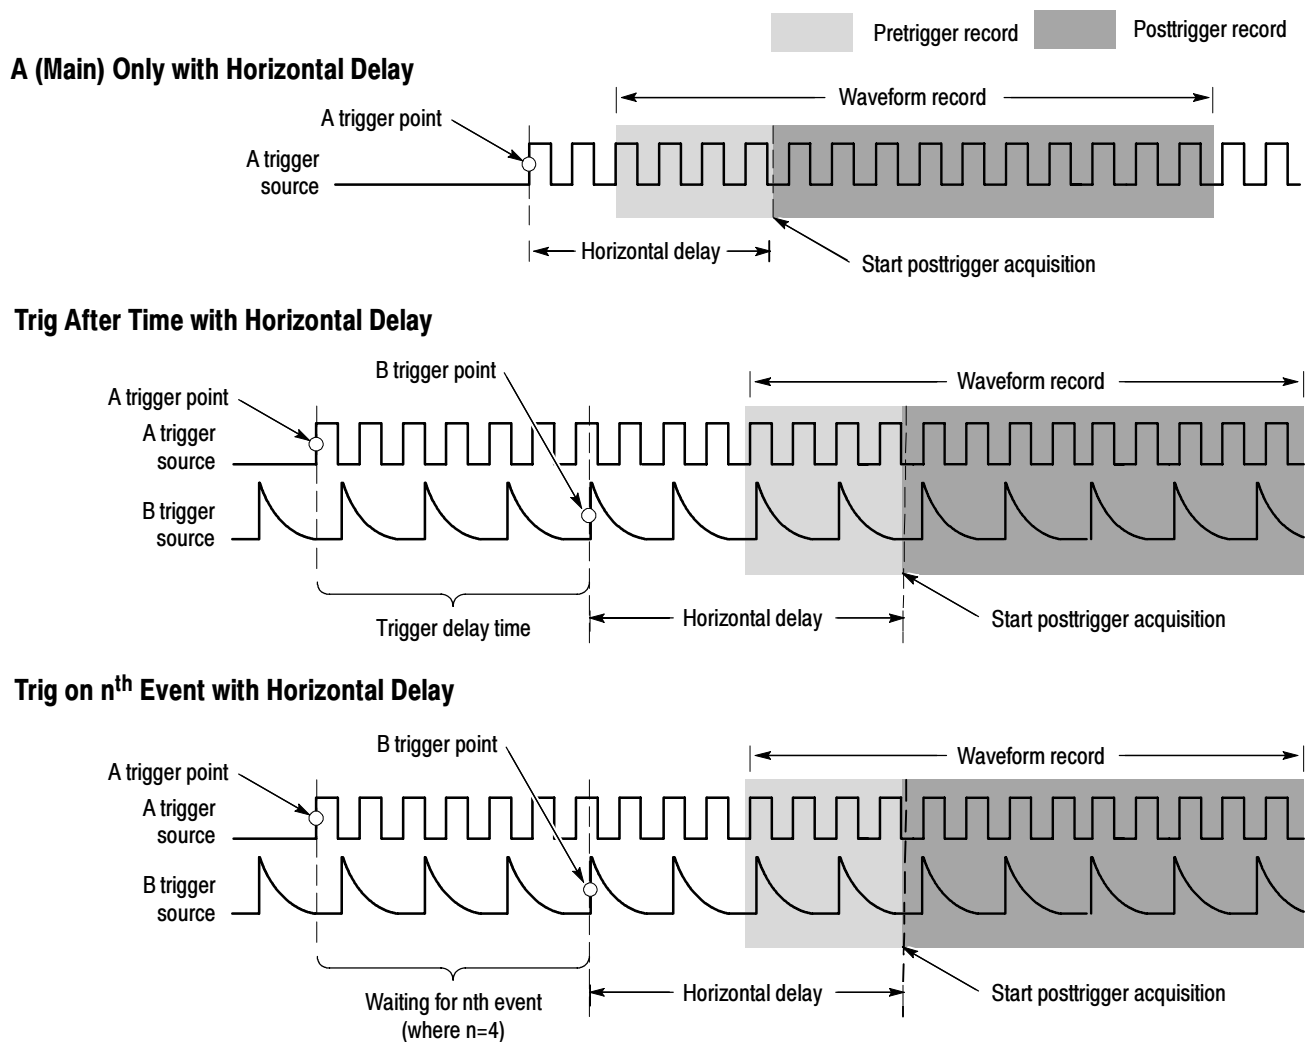 Pretrigger record
Posttrigger record
A (Main) Only with Horizontal Delay
Waveform record
A trigger point
A trigger
source
Horizontal delay
Start posttrigger acquisition
Trig After Time with Horizontal Delay
B trigger point
Waveform record
A trigger point
A trigger
source
B trigger
source
Trigger delay time
Horizontal delay
Start posttrigger acquisition
Trig on nth Event with Horizontal Delay
B trigger point
Waveform record
A trigger point
A trigger
source
B trigger
source
Waiting for nth event
(where n=4)
Horizontal delay
Start posttrigger acquisition